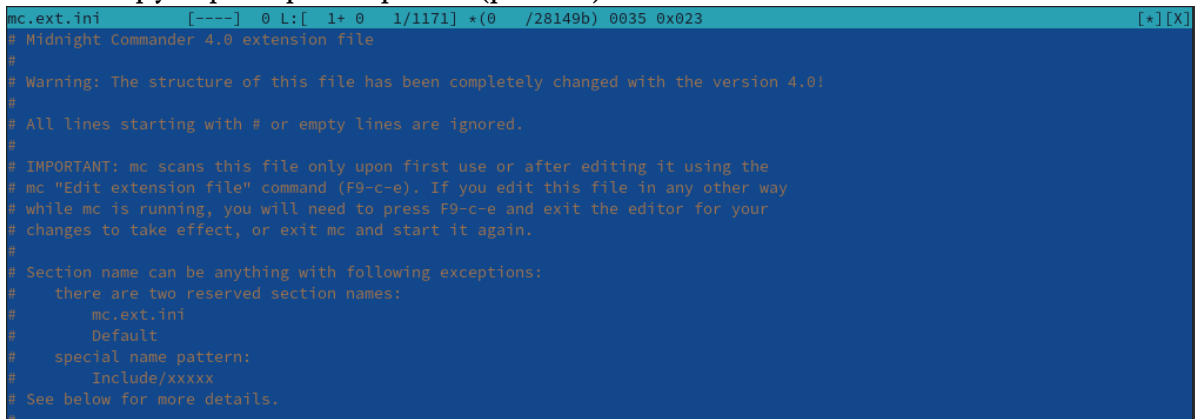 mc.ext.ini [----] 0 L:[ 1+ 0 1/1171] *(0 /28149b) 0035 0x023 [*][X]
# Midnight Commander 4.0 extension file
#
# Warning: The structure of this file has been completely changed with the version 4.0!
#
# All lines starting with # or empty lines are ignored.
#
# IMPORTANT: mc scans this file only upon first use or after editing it using the
# mc "Edit extension file" command (F9-c-e). If you edit this file in any other way
# while mc is running, you will need to press F9-c-e and exit the editor for your
# changes to take effect, or exit mc and start it again.
#
# Section name can be anything with following exceptions:
#    there are two reserved section names:
#        mc.ext.ini
#        Default
#    special name pattern:
#        Include/xxxxx
# See below for more details.
#